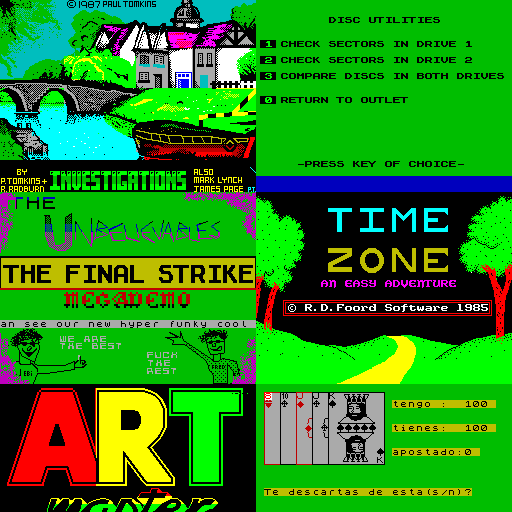 ©1987 PAUL TOMKINS
BY
P.TOMKINS+
R.RADBURN
INVESTIGATIONS
ALSO
MARK LYNCH
JAMES PAGE
DISC UTILITIES
1 CHECK SECTORS IN DRIVE 1
2 CHECK SECTORS IN DRIVE 2
3 COMPARE DISCS IN BOTH DRIVES
0 RETURN TO OUTLET
-PRESS KEY OF CHOICE-
THE
UNBELIEVABLES
THE FINAL STRIKE
MEGADEMO
an see our new hyper funky cool
WE ARE
THE BEST
FUCK
THE
REST
TIME
ZONE
AN EASY ADVENTURE
© R.D.Foord Software 1985
ART
master
8 10 J J K
K
tengo : 100
tienes: 100
apostado:0
Te descartas de esta(s/n)?